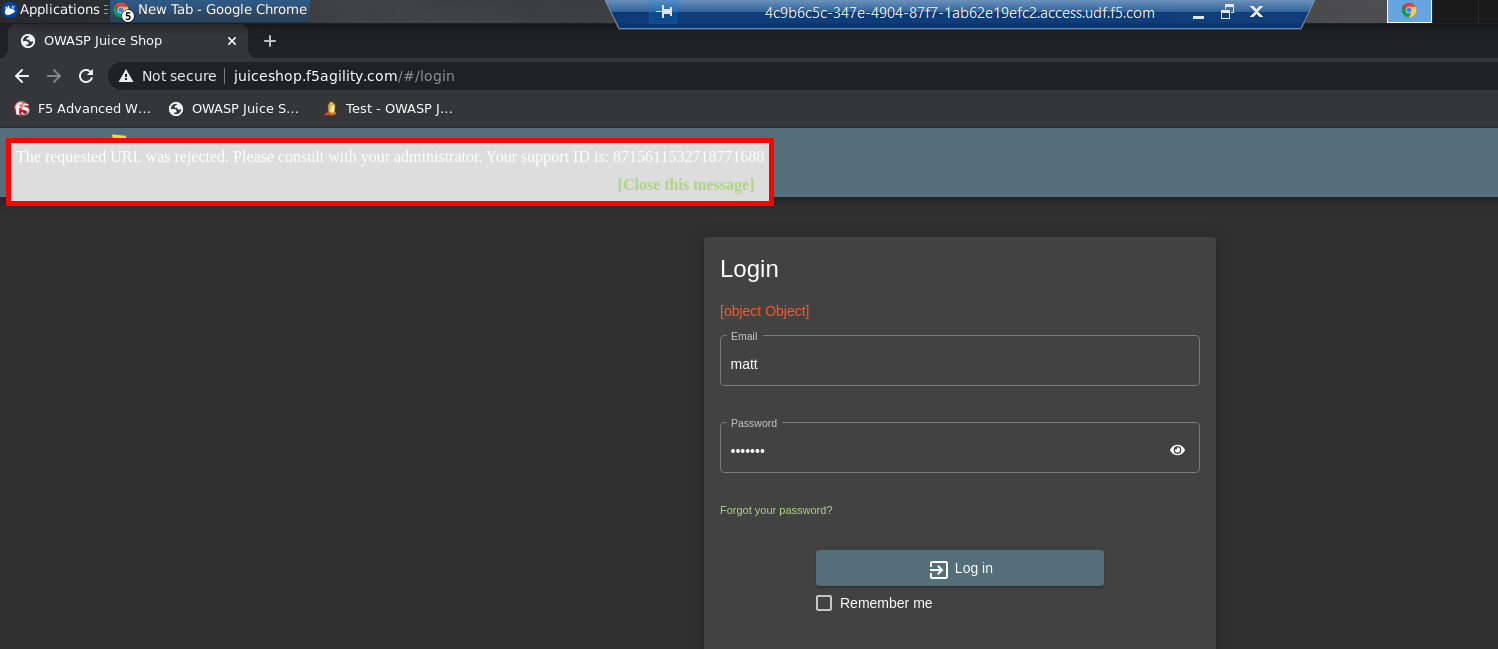 Applications
New Tab - Google Chrome
5
4c9b6c5c-347e-4904-87f7-1ab62e19efc2.access.udf.f5.com
OWASP Juice Shop
Not secure
juiceshop.f5agility.com/#/login
F5 Advanced W...
OWASP Juice S...
Test - OWASP J...
The requested URL was rejected. Please consult with your administrator. Your support ID is: 8715611532718771688
[Close this message]
Login
[object Object]
Email
matt
Password
•••••••
Forgot your password?
Log in
Remember me